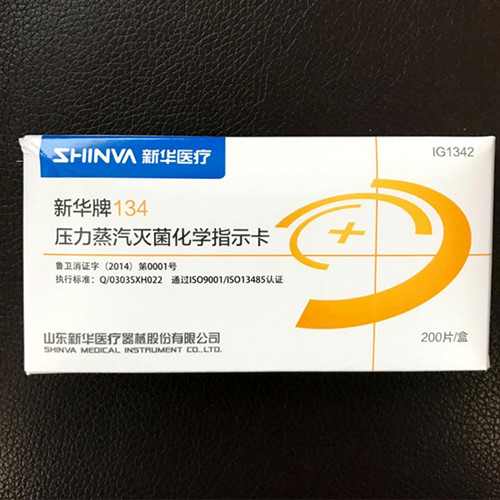 SHINVA 新华医疗
IG1342
新华牌134
压力蒸汽灭菌化学指示卡
鲁卫消证字（2014）第0001号
执行标准：Q/0303SXH022 通过ISO9001/ISO13485认证
山东新华医疗器械股份有限公司
SHINVA MEDICAL INSTRUMENT CO.,LTD.
200片/盒